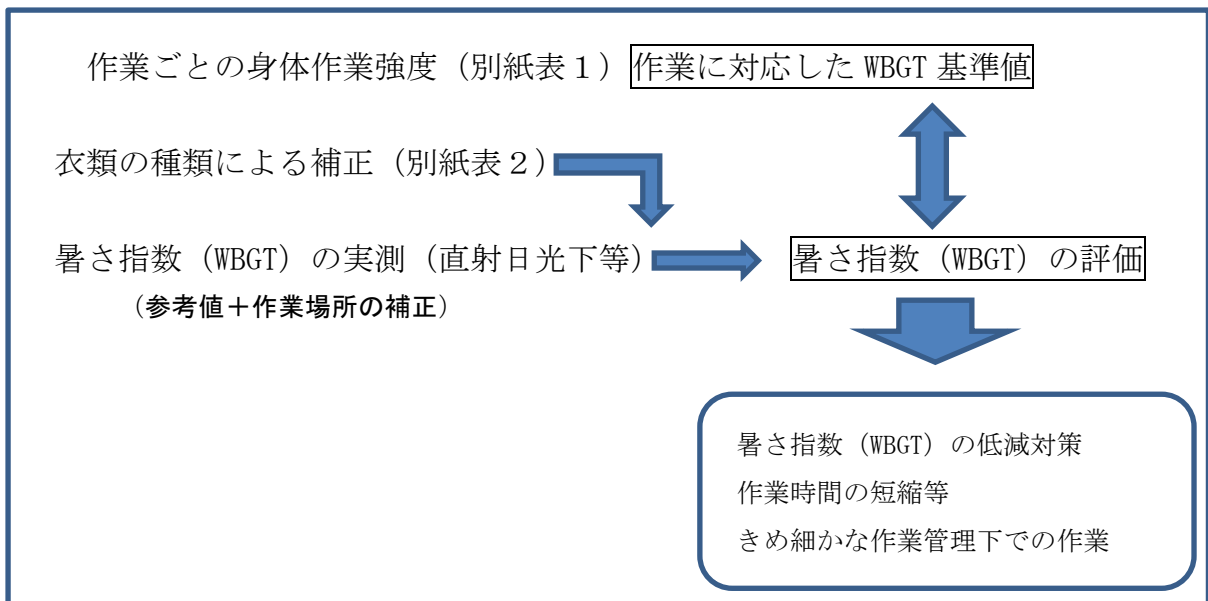 作業ごとの身体作業強度（別紙表１）作業に対応した WBGT 基準値
衣類の種類による補正（別紙表２）
暑さ指数（WBGT）の実測（直射日光下等） 暑さ指数（WBGT）の評価
（参考値＋作業場所の補正）
暑さ指数（WBGT）の低減対策
作業時間の短縮等
きめ細かな作業管理下での作業